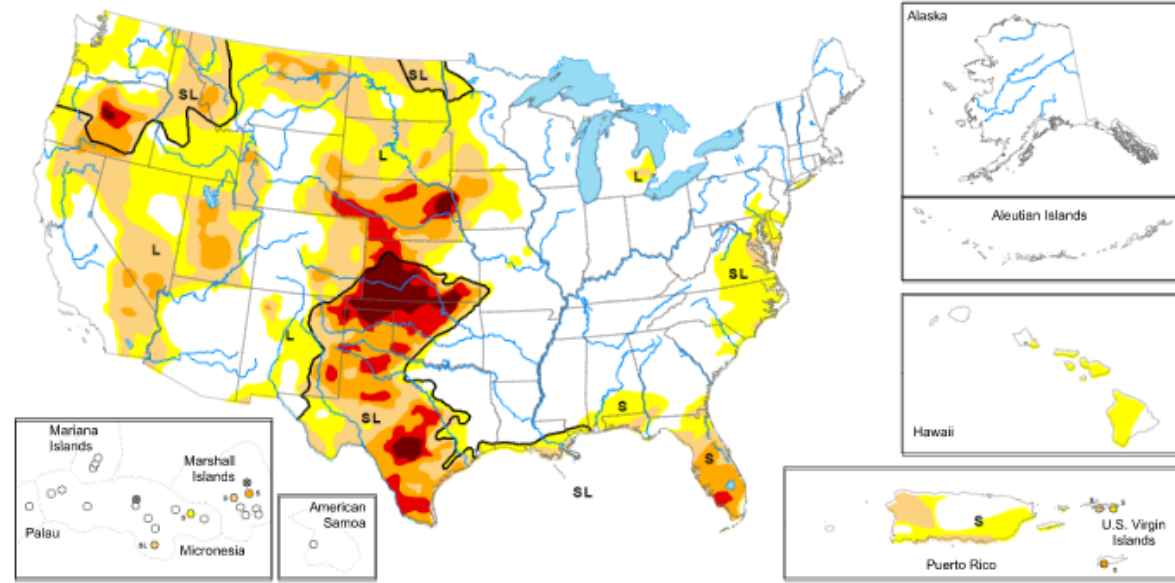 Alaska
Aleutian Islands
Hawaii
SL
SL
L
L
L
SL
L
SL
S
S
SL
Mariana
Islands
Marshall
Islands
S
S
S
SL
Palau
Micronesia
American
Samoa
S
S
U.S. Virgin
Islands
Puerto Rico